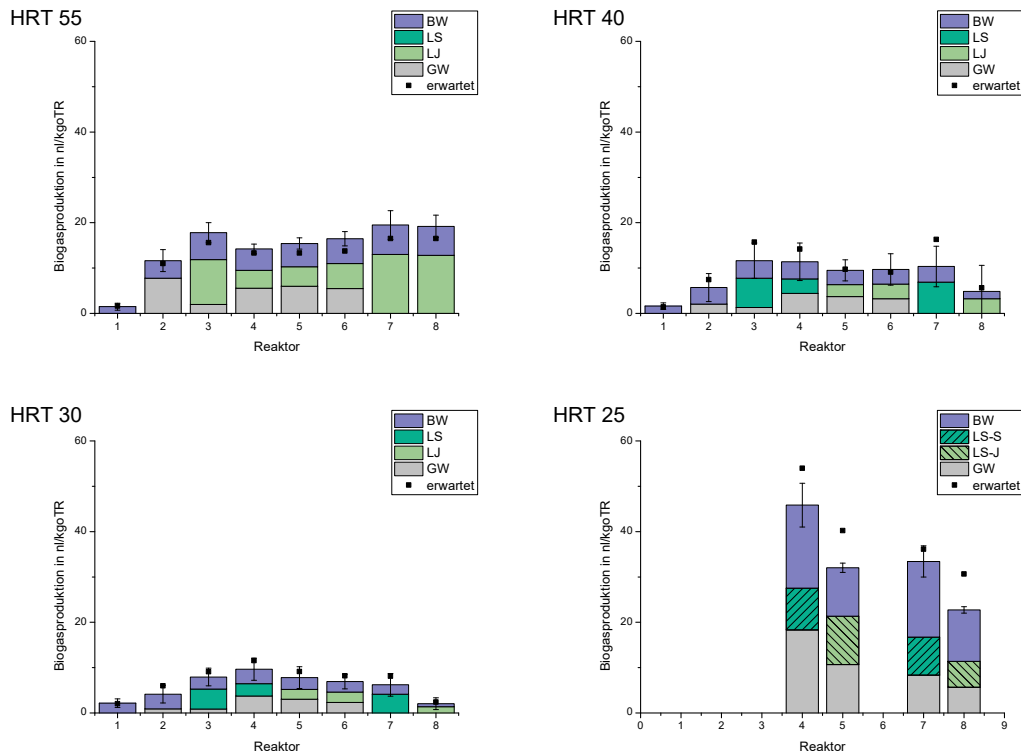 HRT 55
BW
LS
LJ
GW
erwartet
60
40
20
0
Biogasproduktion in nl/kgoTR
1 2 3 4 5 6 7 8
Reaktor
HRT 40
BW
LS
LJ
GW
erwartet
60
40
20
0
Biogasproduktion in nl/kgoTR
1 2 3 4 5 6 7 8
Reaktor
HRT 30
BW
LS
LJ
GW
erwartet
60
40
20
0
Biogasproduktion in nl/kgoTR
1 2 3 4 5 6 7 8
Reaktor
HRT 25
BW
LS-S
LS-J
GW
erwartet
60
40
20
0
Biogasproduktion in nl/kgoTR
0 1 2 3 4 5 6 7 8 9
Reaktor